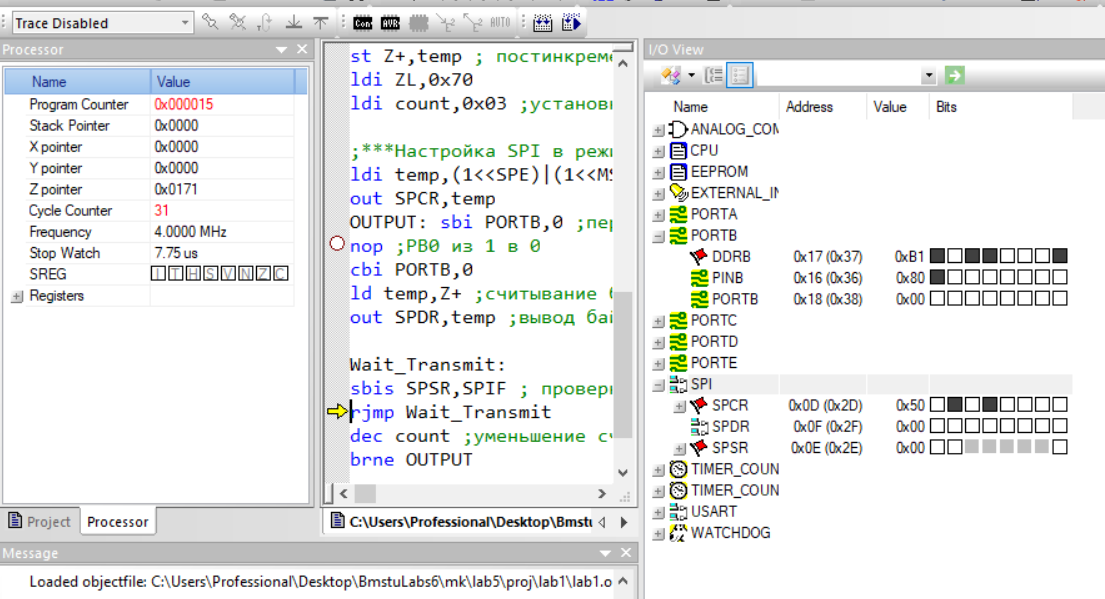 Trace Disabled
Con AVR AUTO
Processor
Name Value
Program Counter 0x000015
Stack Pointer 0x0000
X pointer 0x0000
Y pointer 0x0000
Z pointer 0x0171
Cycle Counter 31
Frequency 4.0000 MHz
Stop Watch 7.75 us
SREG I T H S V N Z C
Registers
Project Processor
st Z+,temp ; постинкреме
ldi ZL,0x70
ldi count,0x03 ;установ
;***Настройка SPI в реж
ldi temp,(1<<SPE)|(1<<M
out SPCR,temp
OUTPUT: sbi PORTB,0 ;пер
nop ;PB0 из 1 в 0
cbi PORTB,0
ld temp,Z+ ;считывание
out SPDR,temp ;вывод бай
Wait_Transmit:
sbis SPSR,SPIF ; провер
rjmp Wait_Transmit
dec count ;уменьшение с
brne OUTPUT
C:\Users\Professional\Desktop\Bmstu
I/O View
Name Address Value Bits
ANALOG_COM
CPU
EEPROM
EXTERNAL_IN
PORTA
PORTB
DDRB 0x17 (0x37) 0xB1
PINB 0x16 (0x36) 0x80
PORTB 0x18 (0x38) 0x00
PORTC
PORTD
PORTE
SPI
SPCR 0x0D (0x2D) 0x50
SPDR 0x0F (0x2F) 0x00
SPSR 0x0E (0x2E) 0x00
TIMER_COUN
TIMER_COUN
USART
WATCHDOG
Message
Loaded objectfile: C:\Users\Professional\Desktop\BmstuLabs6\mk\lab5\proj\lab1\lab1.o